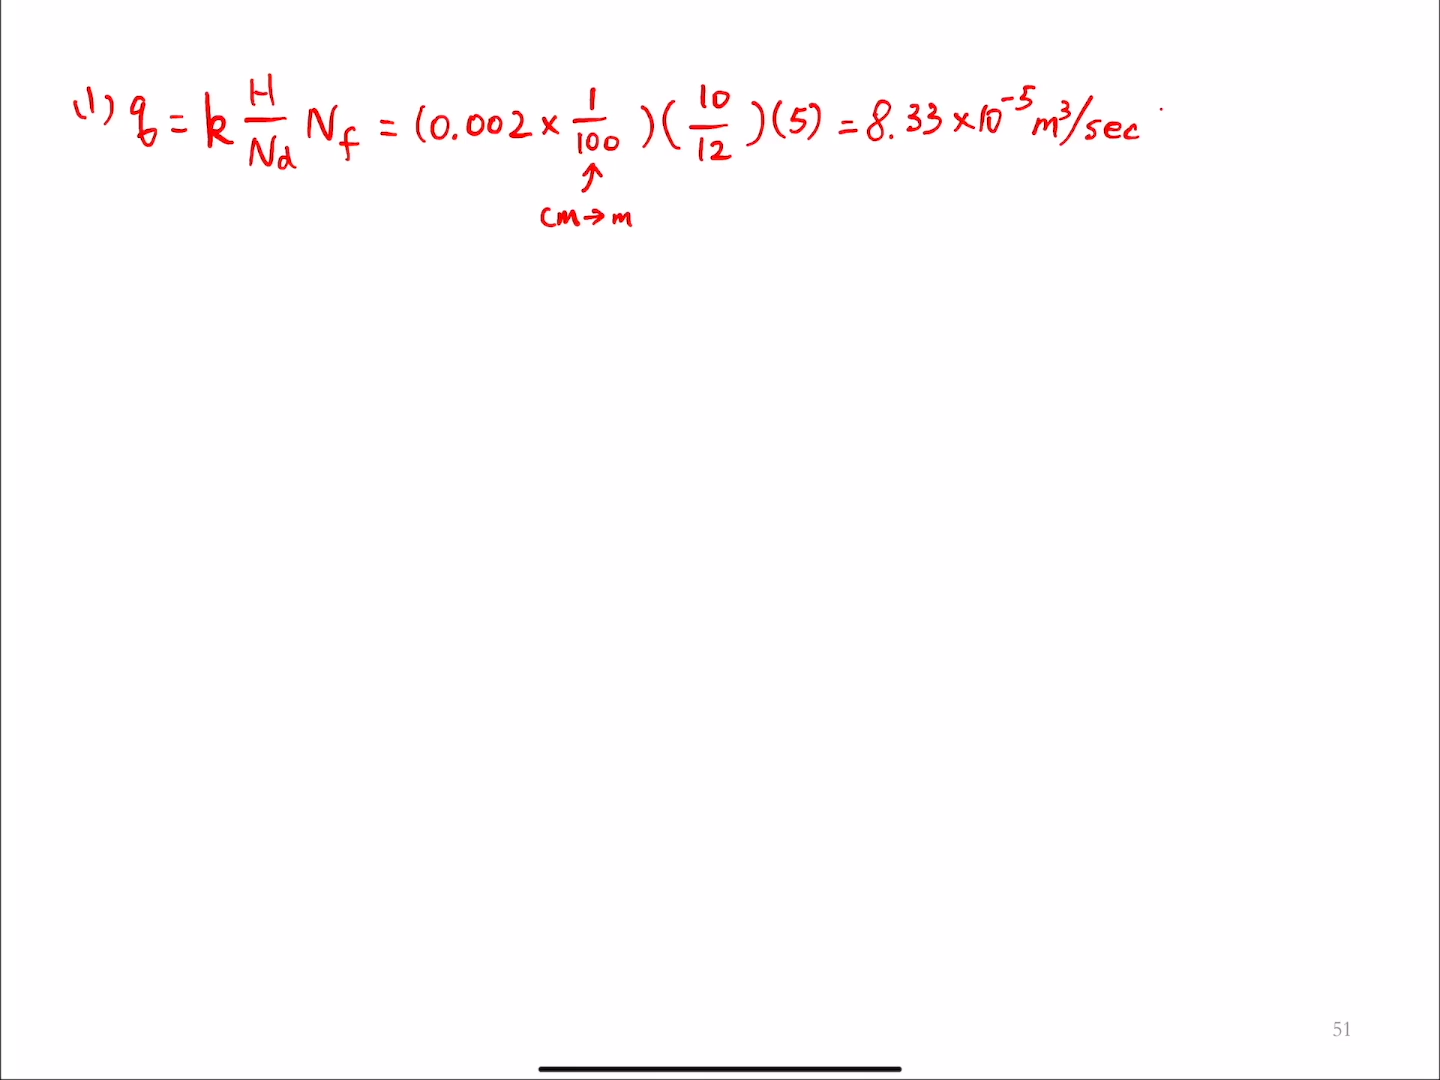 (1) q = k H/Nd Nf = (0.002 × 1/100)(10/12)(5) = 8.33 × 10⁻⁵ m³/sec
↑
cm→m
51